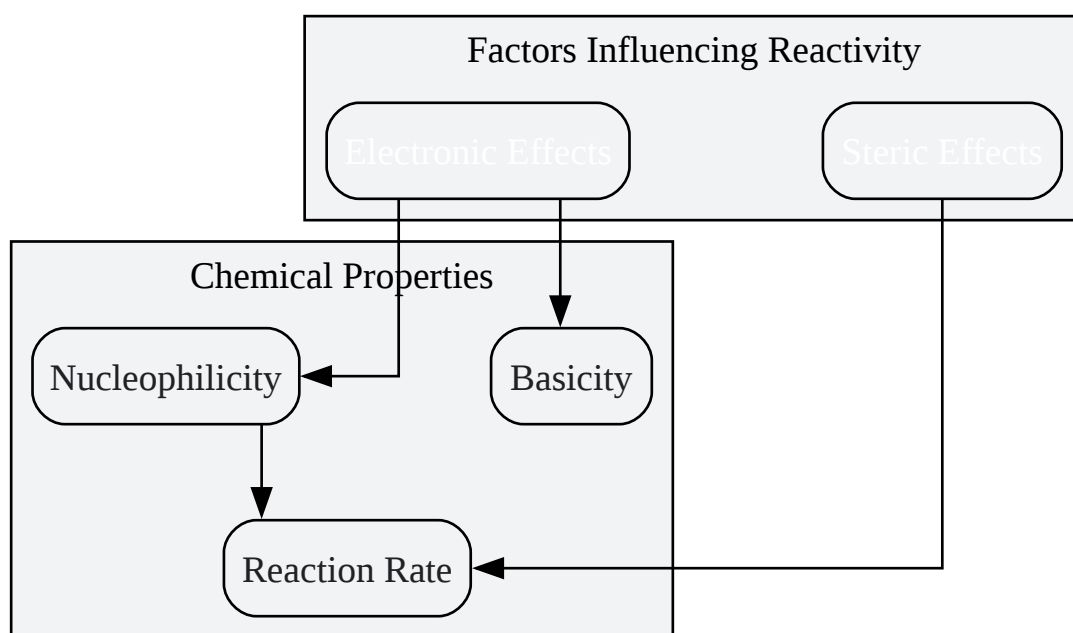 Factors Influencing Reactivity
Electronic Effects
Steric Effects
Chemical Properties
Nucleophilicity
Basicity
Reaction Rate